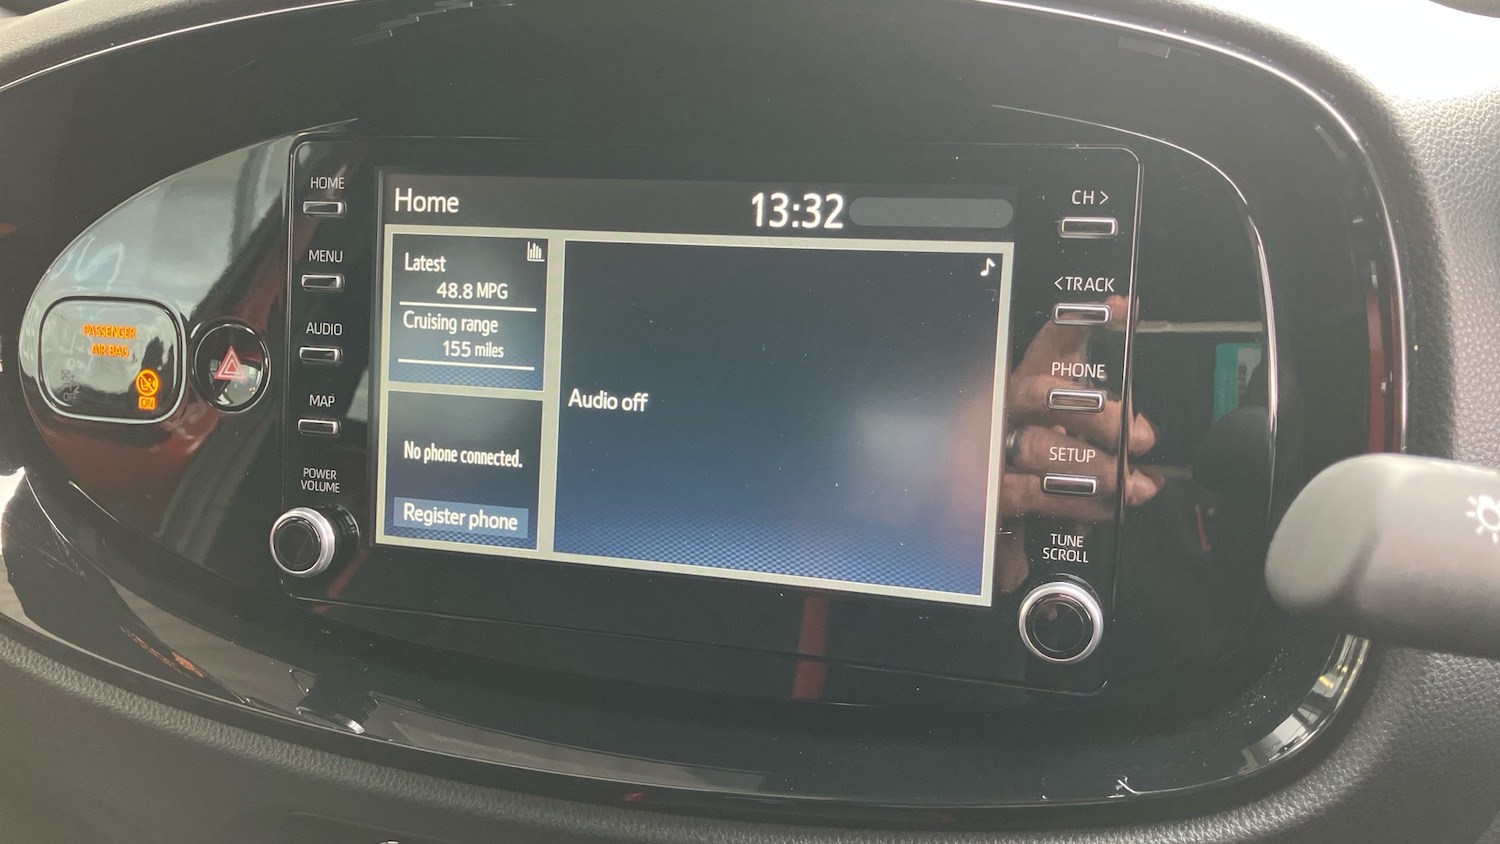 HOME
MENU
AUDIO
MAP
POWER
VOLUME
PASSENGER
AIR BAG
OFF
ON
Home
13:32
Latest
48.8 MPG
Cruising range
155 miles
No phone connected.
Register phone
Audio off
CH >
< TRACK
PHONE
SETUP
TUNE
SCROLL